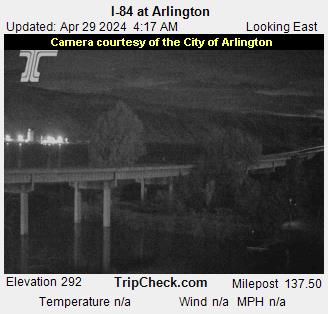 I-84 at Arlington
Updated: Apr 29 2024 4:17 AM Looking East
Camera courtesy of the City of Arlington
Elevation 292 TripCheck.com Milepost 137.50
Temperature n/a Wind n/a MPH n/a